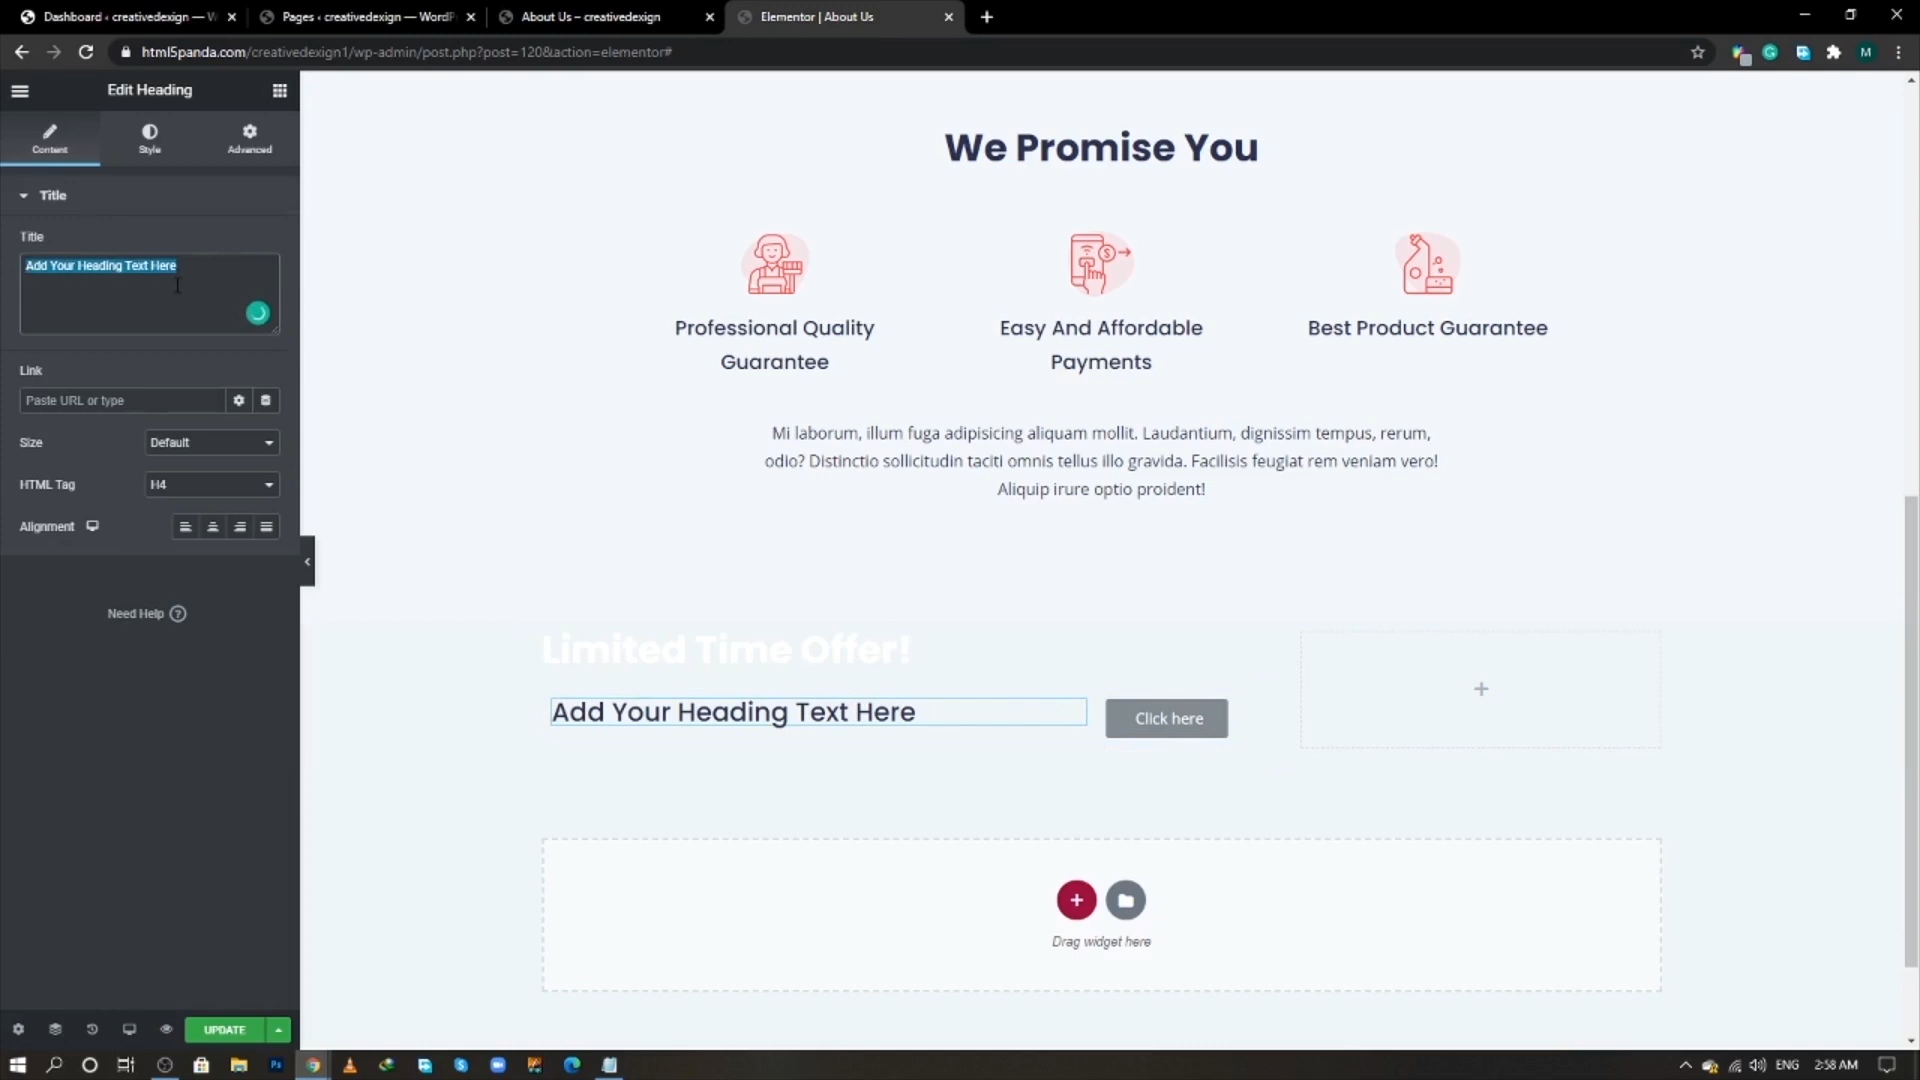 Dashboard ‹ creativedexign — W
Pages ‹ creativedexign — WordP
About Us – creativedexign
Elementor | About Us
html5panda.com/creativedexign1/wp-admin/post.php?post=120&action=elementor#
M
Edit Heading
Content
Style
Advanced
Title
Title
Add Your Heading Text Here
Link
Paste URL or type
Size
Default
HTML Tag
H4
Alignment
Need Help
UPDATE
We Promise You
Professional Quality
Guarantee
Easy And Affordable
Payments
Best Product Guarantee
Mi laborum, illum fuga adipisicing aliquam mollit. Laudantium, dignissim tempus, rerum,
odio? Distinctio sollicitudin taciti omnis tellus illo gravida. Facilisis feugiat rem veniam vero!
Aliquip irure optio proident!
Limited Time Offer!
Add Your Heading Text Here
Click here
Drag widget here
ENG
2:58 AM